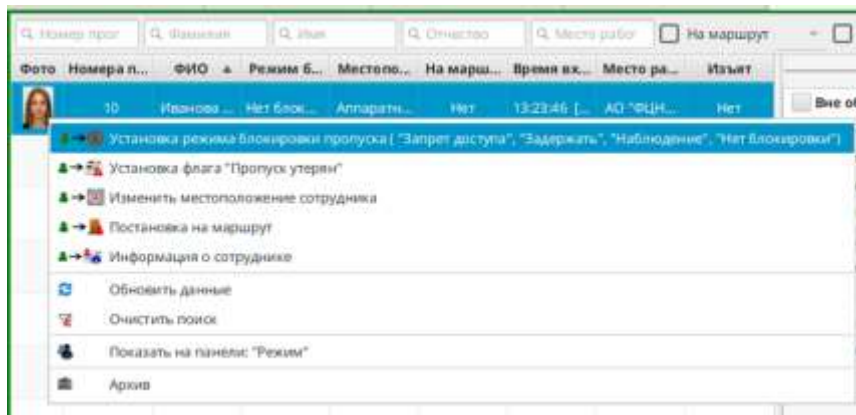 Номер проп Фамилия Имя Отчество Место работ На маршрут
Фото Номера п... ФИО Режим б... Местопо... На марш... Время вх... Место ра... Изъят
10 Иванова ... Нет блок... Аппаратн... Нет 13:23:46 [... АО "ФЦН... Нет
Вне об
Установка режима блокировки пропуска ( "Запрет доступа", "Задержать", "Наблюдение", "Нет блокировки")
Установка флага "Пропуск утерян"
Изменить местоположение сотрудника
Постановка на маршрут
Информация о сотруднике
Обновить данные
Очистить поиск
Показать на панели: "Режим"
Архив